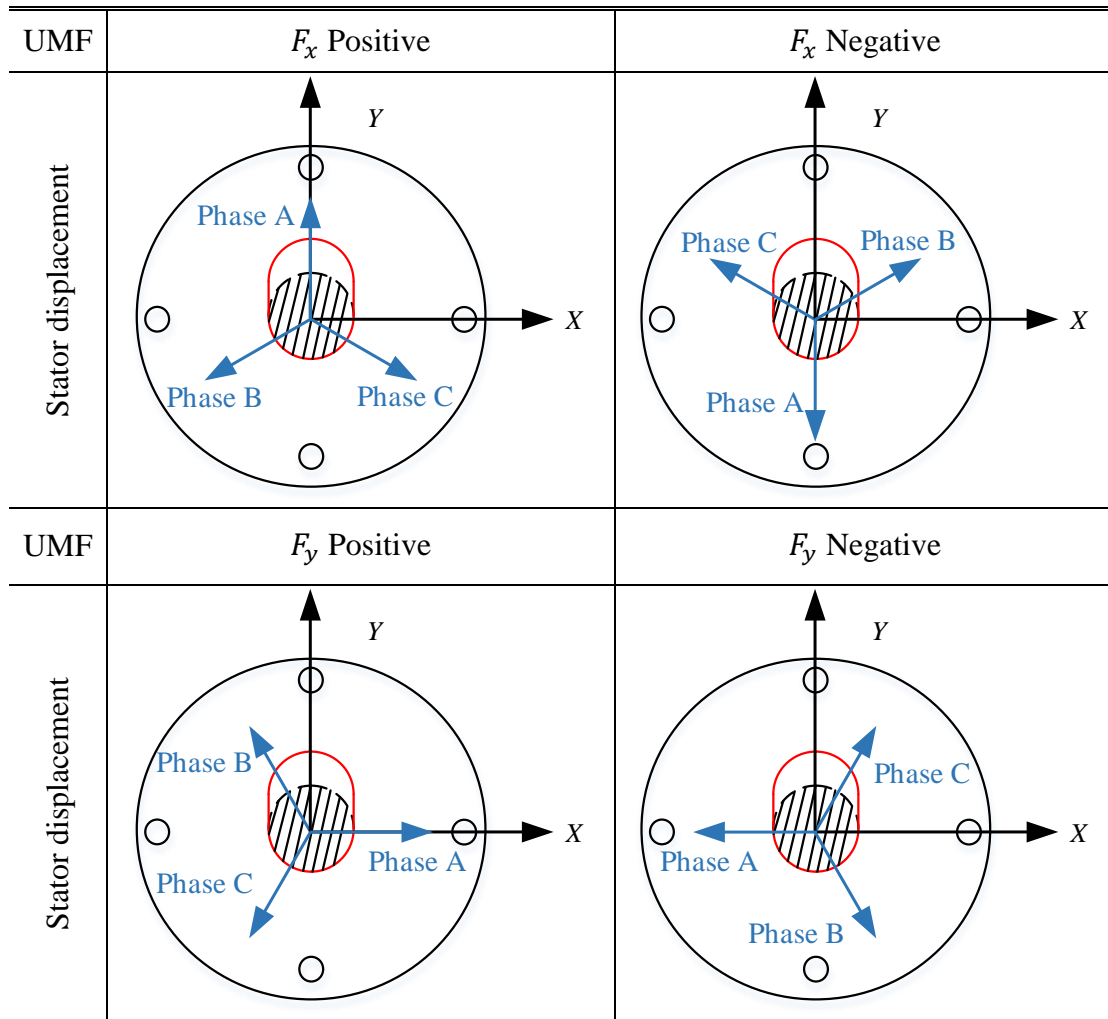 UMF F_x Positive F_x Negative
Stator displacement
Y
Phase A
X
Phase B Phase C
Y
Phase C Phase B
X
Phase A
UMF F_y Positive F_y Negative
Stator displacement
Y
Phase B
X
Phase A
Phase C
Y
Phase C
X
Phase A
Phase B